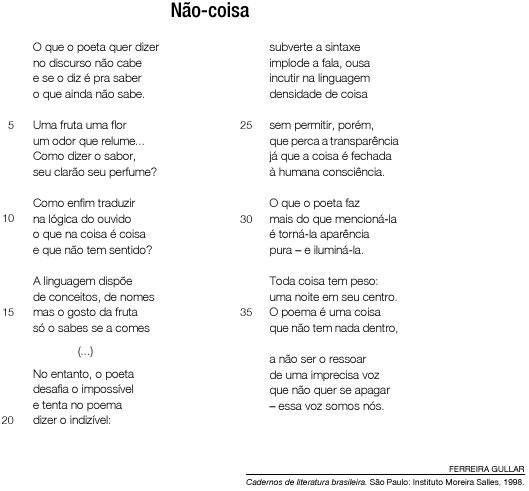 Não-coisa
O que o poeta quer dizer
no discurso não cabe
e se o diz é pra saber
o que ainda não sabe.
5 Uma fruta uma flor
um odor que relume...
Como dizer o sabor,
seu clarão seu perfume?
Como enfim traduzir
10 na lógica do ouvido
o que na coisa é coisa
e que não tem sentido?
A linguagem dispõe
de conceitos, de nomes
15 mas o gosto da fruta
só o sabes se a comes
(...)
No entanto, o poeta
desafia o impossível
e tenta no poema
20 dizer o indizível:
subverte a sintaxe
implode a fala, ousa
incutir na linguagem
densidade de coisa
25 sem permitir, porém,
que perca a transparência
já que a coisa é fechada
à humana consciência.
O que o poeta faz
30 mais do que mencioná-la
é torná-la aparência
pura – e iluminá-la.
Toda coisa tem peso:
uma noite em seu centro.
35 O poema é uma coisa
que não tem nada dentro,
a não ser o ressoar
de uma imprecisa voz
que não quer se apagar
– essa voz somos nós.
FERREIRA GULLAR
Cadernos de literatura brasileira. São Paulo: Instituto Moreira Salles, 1998.